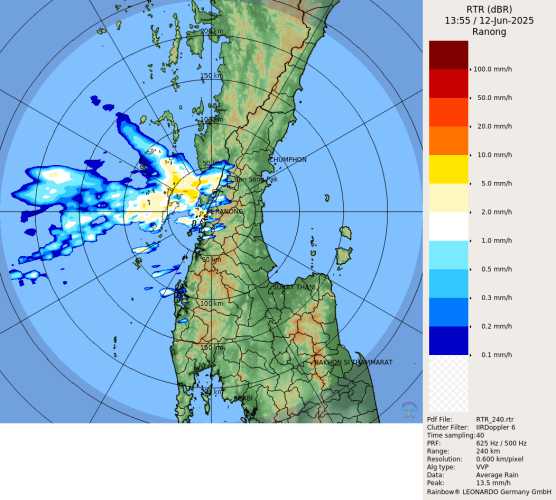 RTR (dBR)
13:55 / 12-Jun-2025
Ranong
100.0 mm/h
50.0 mm/h
20.0 mm/h
10.0 mm/h
5.0 mm/h
2.0 mm/h
1.0 mm/h
0.5 mm/h
0.3 mm/h
0.2 mm/h
0.1 mm/h
200 km
150 km
100 km
50 km
CHUMPHON
RANONG
50 km
100 km
150 km
NAKHON SI THAMMARAT
Pdf File: RTR_240.rtr
Clutter Filter: IIRDoppler 6
Time sampling:40
PRF: 625 Hz / 500 Hz
Range: 240 km
Resolution: 0.600 km/pixel
Alg type: VVP
Data: Average Rain
Peak: 13.5 mm/h
Rainbow® LEONARDO Germany GmbH